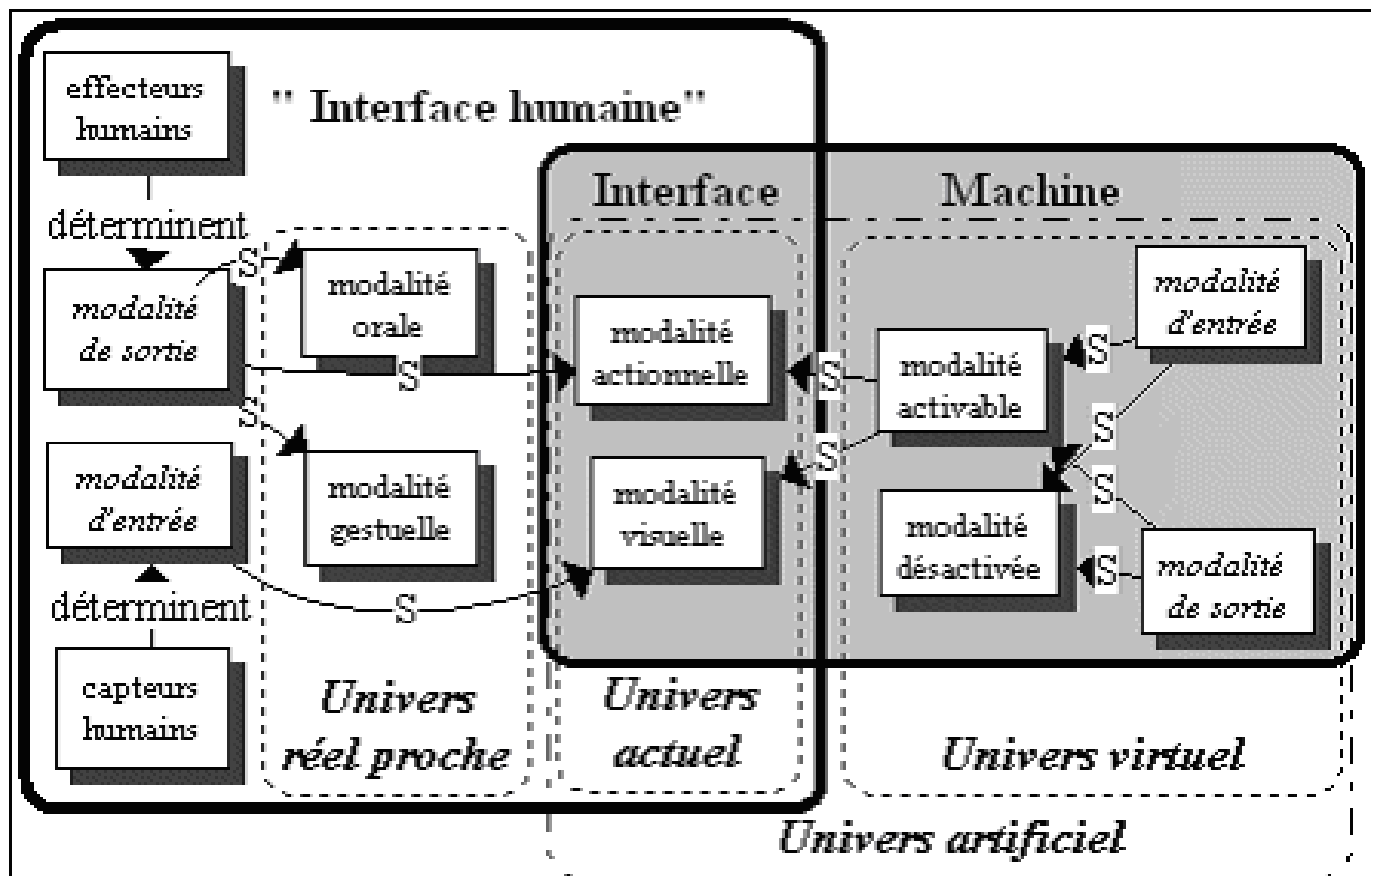 effecteurs
humains
" Interface humaine"
Interface
Machine
déterminent
S
modalité
orale
modalité
de sortie
S
modalité
actionnelle
S
modalité
d'entrée
S
modalité
activable
S
S
modalité
d'entrée
modalité
gestuelle
S
modalité
visuelle
S
S
modalité
désactivée
S
modalité
de sortie
déterminent
S
capteurs
humains
Univers
réel proche
Univers
actuel
Univers virtuel
Univers artificiel